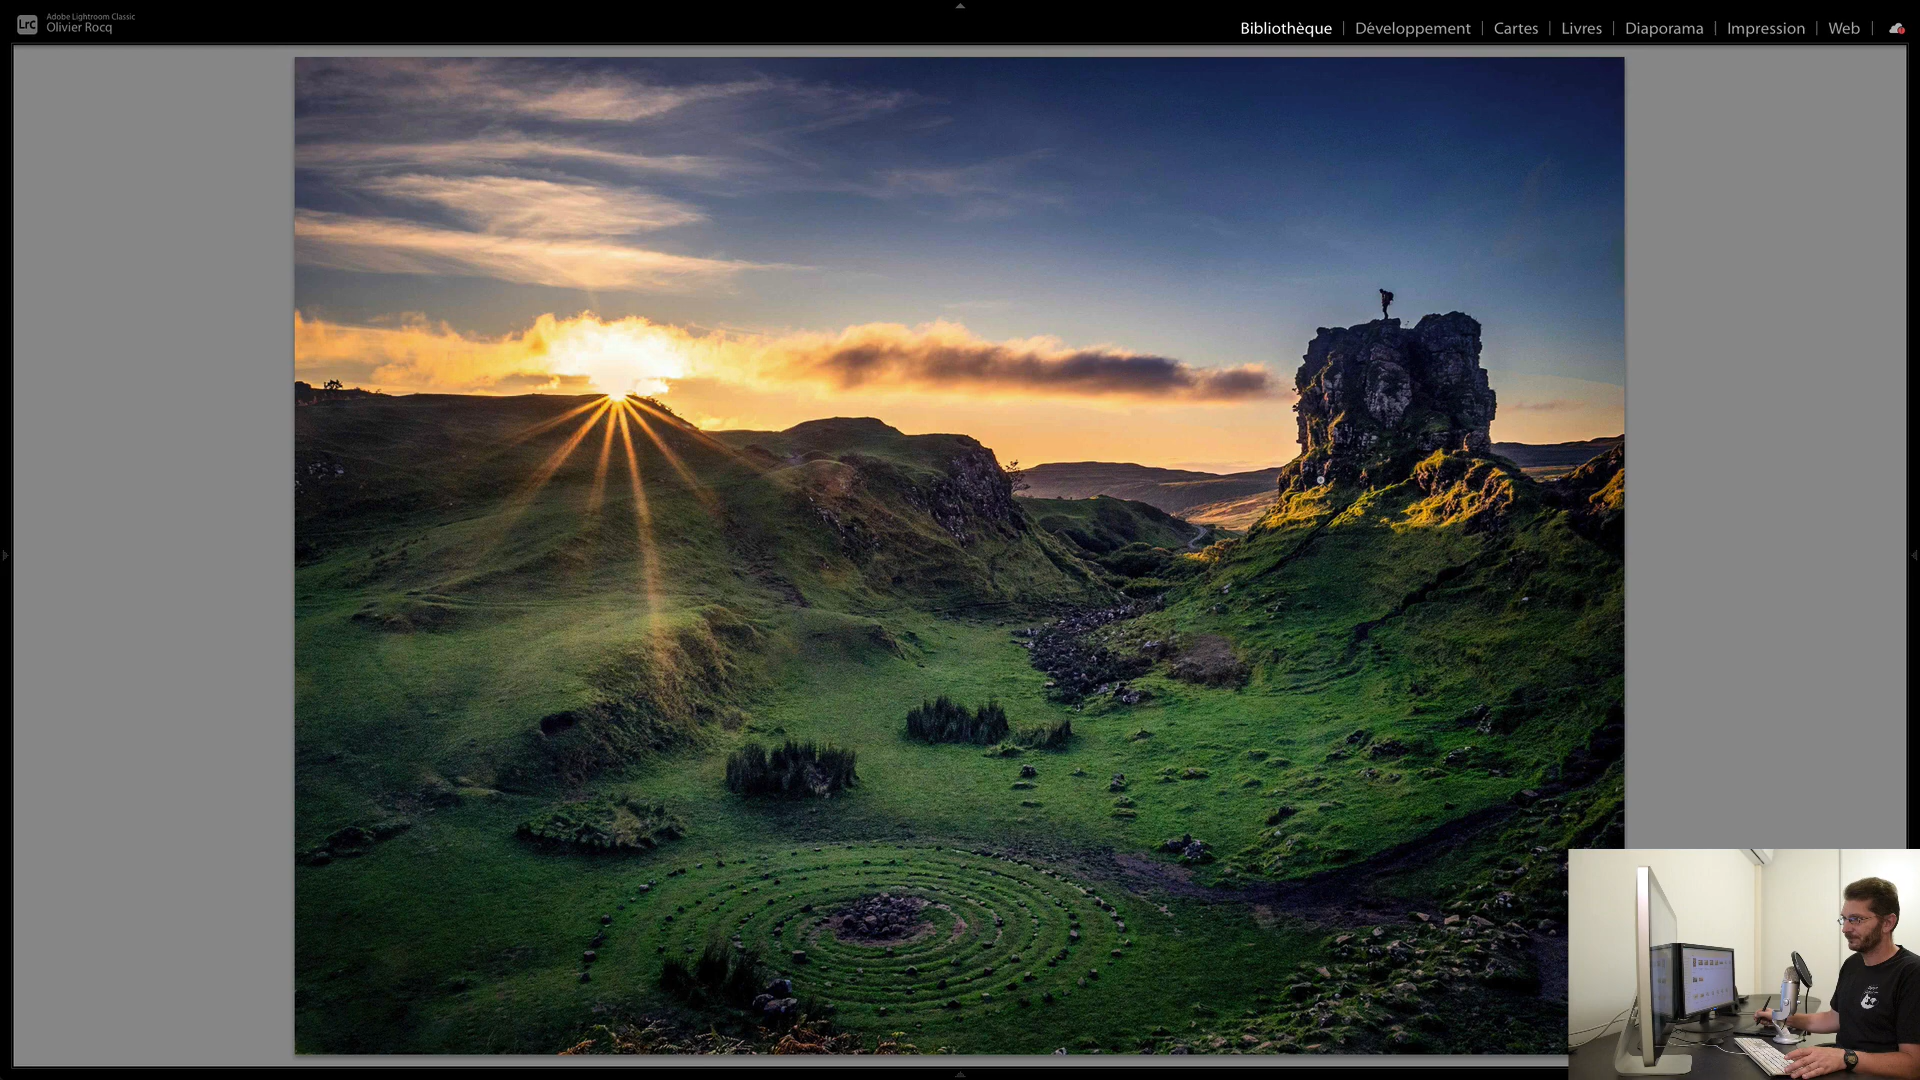 Lrc
Adobe Lightroom Classic
Olivier Rocq
Bibliothèque | Développement | Cartes | Livres | Diaporama | Impression | Web |